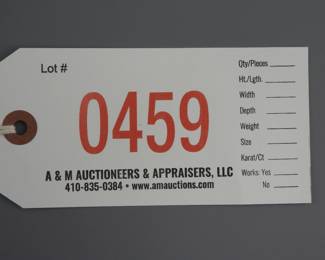 Lot #
0459
A & M AUCTIONEERS & APPRAISERS, LLC
410-835-0384 • www.amauctions.com
Qty/Pieces
Ht./Lgth.
Width
Depth
Weight
Size
Karat/Ct
Works: Yes
No